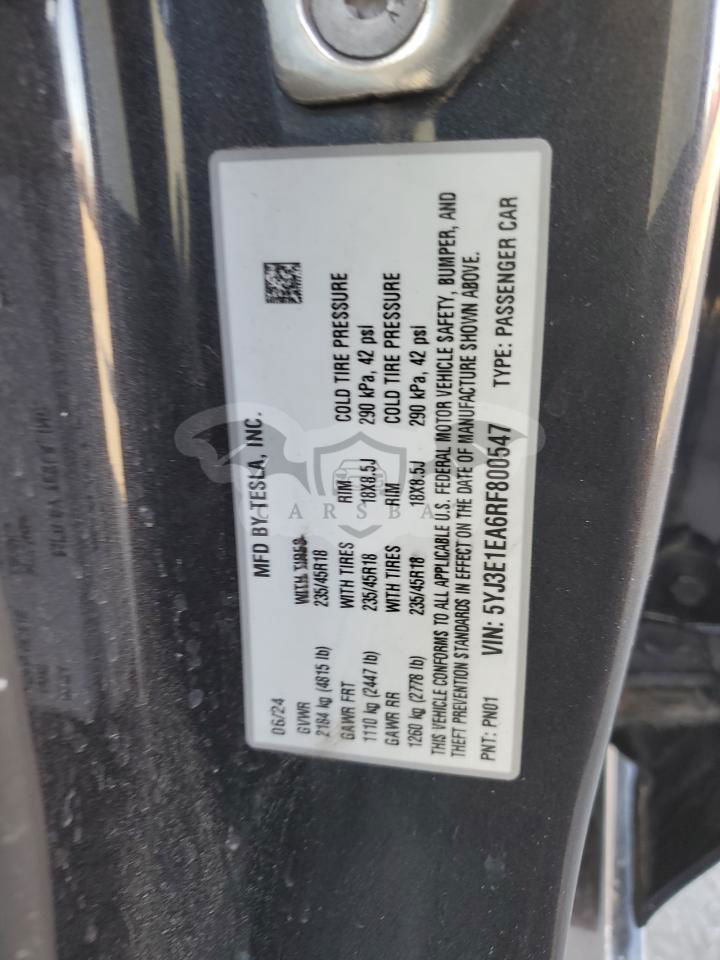 MFD BY TESLA, INC.
06/24
GVWR WITH TIRES
2184 kg (4815 lb) 235/45R18
GAWR FRT WITH TIRES RIM COLD TIRE PRESSURE
1110 kg (2447 lb) 235/45R18 18X8.5J 290 kPa, 42 psi
GAWR RR WITH TIRES RIM COLD TIRE PRESSURE
1260 kg (2778 lb) 235/45R18 18X8.5J 290 kPa, 42 psi
THIS VEHICLE CONFORMS TO ALL APPLICABLE U.S. FEDERAL MOTOR VEHICLE SAFETY, BUMPER, AND
THEFT PREVENTION STANDARDS IN EFFECT ON THE DATE OF MANUFACTURE SHOWN ABOVE.
PNT: PN01 VIN: 5YJ3E1EA6RF800547 TYPE: PASSENGER CAR